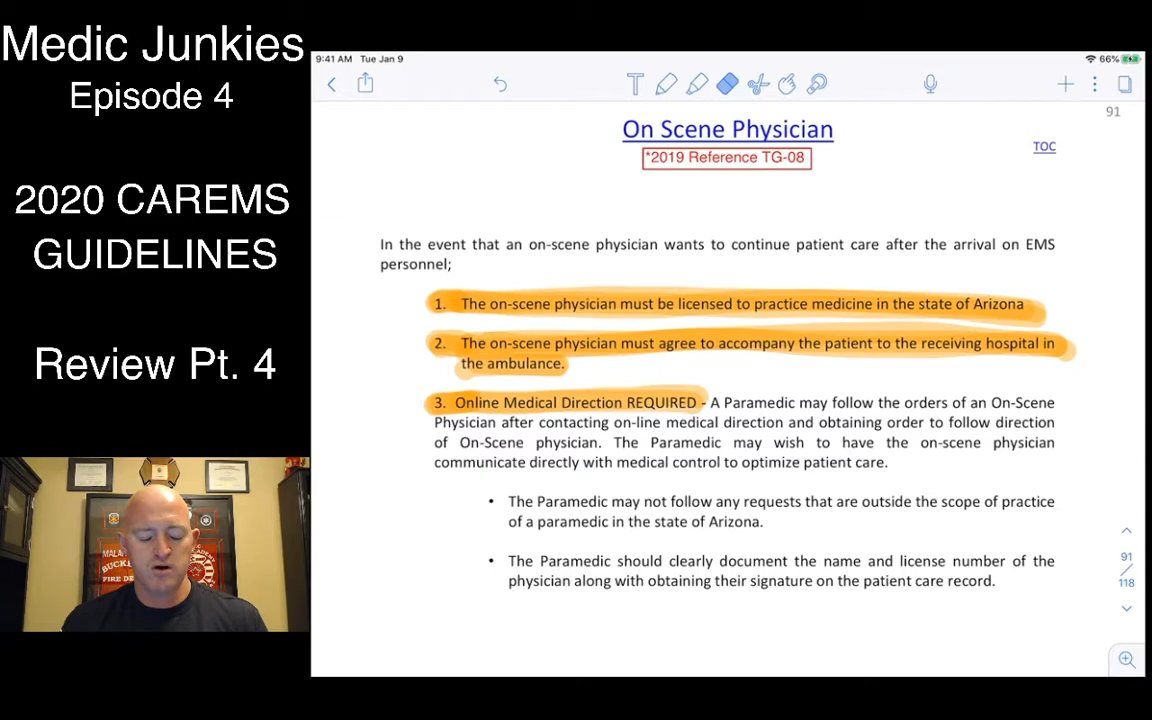 Medic Junkies
Episode 4
2020 CAREMS
GUIDELINES
Review Pt. 4
9:41 AM Tue Jan 9
66%
91
On Scene Physician
*2019 Reference TG-08
TOC
In the event that an on-scene physician wants to continue patient care after the arrival on EMS
personnel;
1. The on-scene physician must be licensed to practice medicine in the state of Arizona
2. The on-scene physician must agree to accompany the patient to the receiving hospital in
the ambulance.
3. Online Medical Direction REQUIRED - A Paramedic may follow the orders of an On-Scene
Physician after contacting on-line medical direction and obtaining order to follow direction
of On-Scene physician. The Paramedic may wish to have the on-scene physician
communicate directly with medical control to optimize patient care.
• The Paramedic may not follow any requests that are outside the scope of practice
of a paramedic in the state of Arizona.
• The Paramedic should clearly document the name and license number of the
physician along with obtaining their signature on the patient care record.
91
/
118